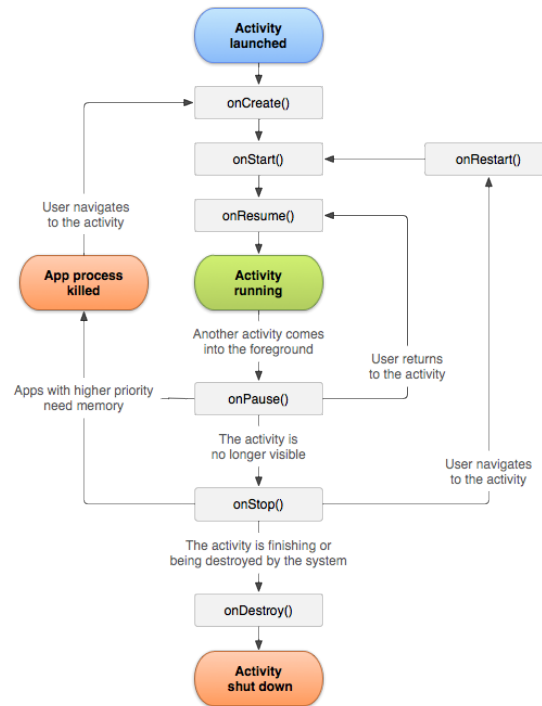 Activity
launched
onCreate()
onStart()
onRestart()
User navigates
to the activity
onResume()
App process
killed
Activity
running
Another activity comes
into the foreground
User returns
to the activity
Apps with higher priority
need memory
onPause()
The activity is
no longer visible
User navigates
to the activity
onStop()
The activity is finishing or
being destroyed by the system
onDestroy()
Activity
shut down